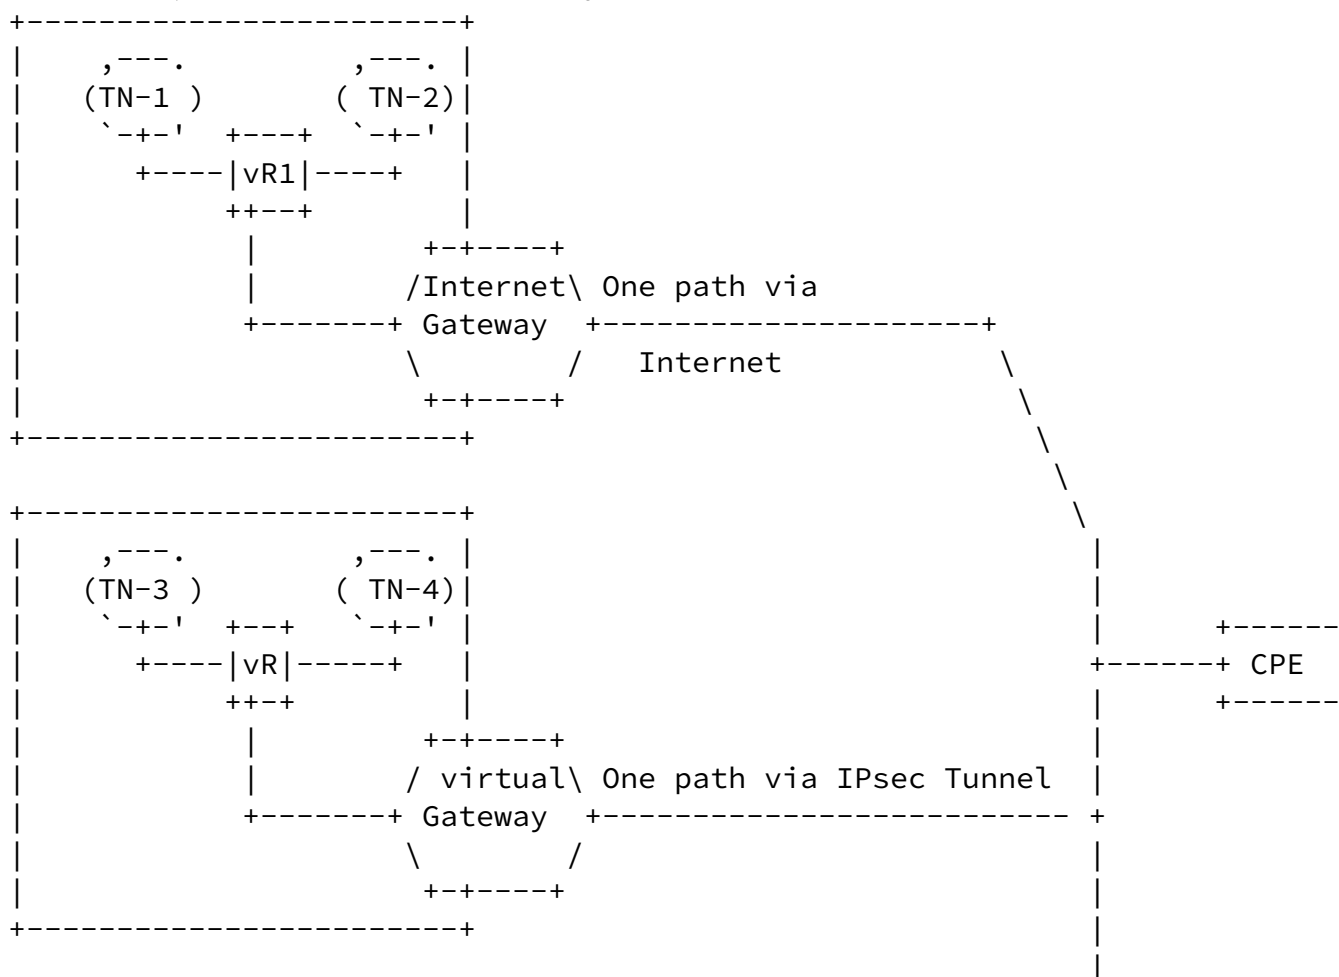 (TN-1 ) ( TN-2)
|vR1|
/Internet\ One path via
Gateway
Internet
(TN-3 ) ( TN-4)
|vR|
CPE
/ virtual\ One path via IPsec Tunnel
Gateway